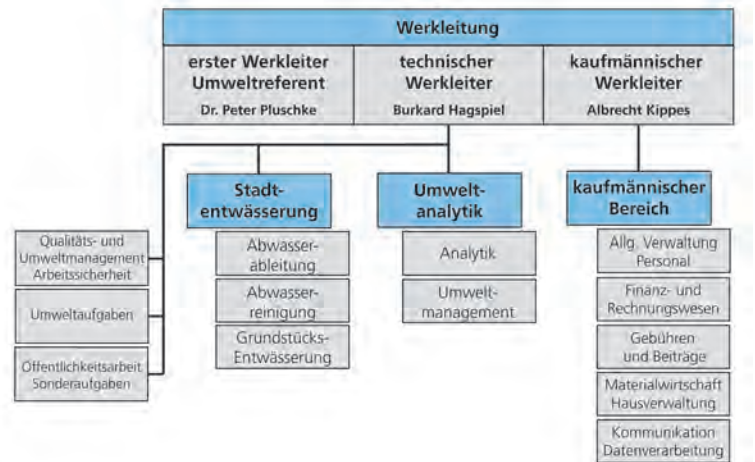 Werkleitung
erster Werkleiter
Umweltreferent
Dr. Peter Pluschke
technischer
Werkleiter
Burkard Hagspiel
kaufmännischer
Werkleiter
Albrecht Kippes
Stadt-
entwässerung
Umwelt-
analytik
kaufmännischer
Bereich
Qualitäts- und
Umweltmanagement
Arbeitssicherheit
Umweltaufgaben
Öffentlichkeitsarbeit
Sonderaufgaben
Abwasser-
ableitung
Abwasser-
reinigung
Grundstücks-
Entwässerung
Analytik
Umwelt-
management
Allg. Verwaltung
Personal
Finanz- und
Rechnungswesen
Gebühren
und Beiträge
Materialwirtschaft
Hausverwaltung
Kommunikation
Datenverarbeitung